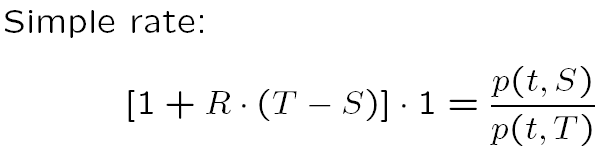 Simple rate:
[1 + R · (T − S)] · 1 = p(t, S) / p(t, T)